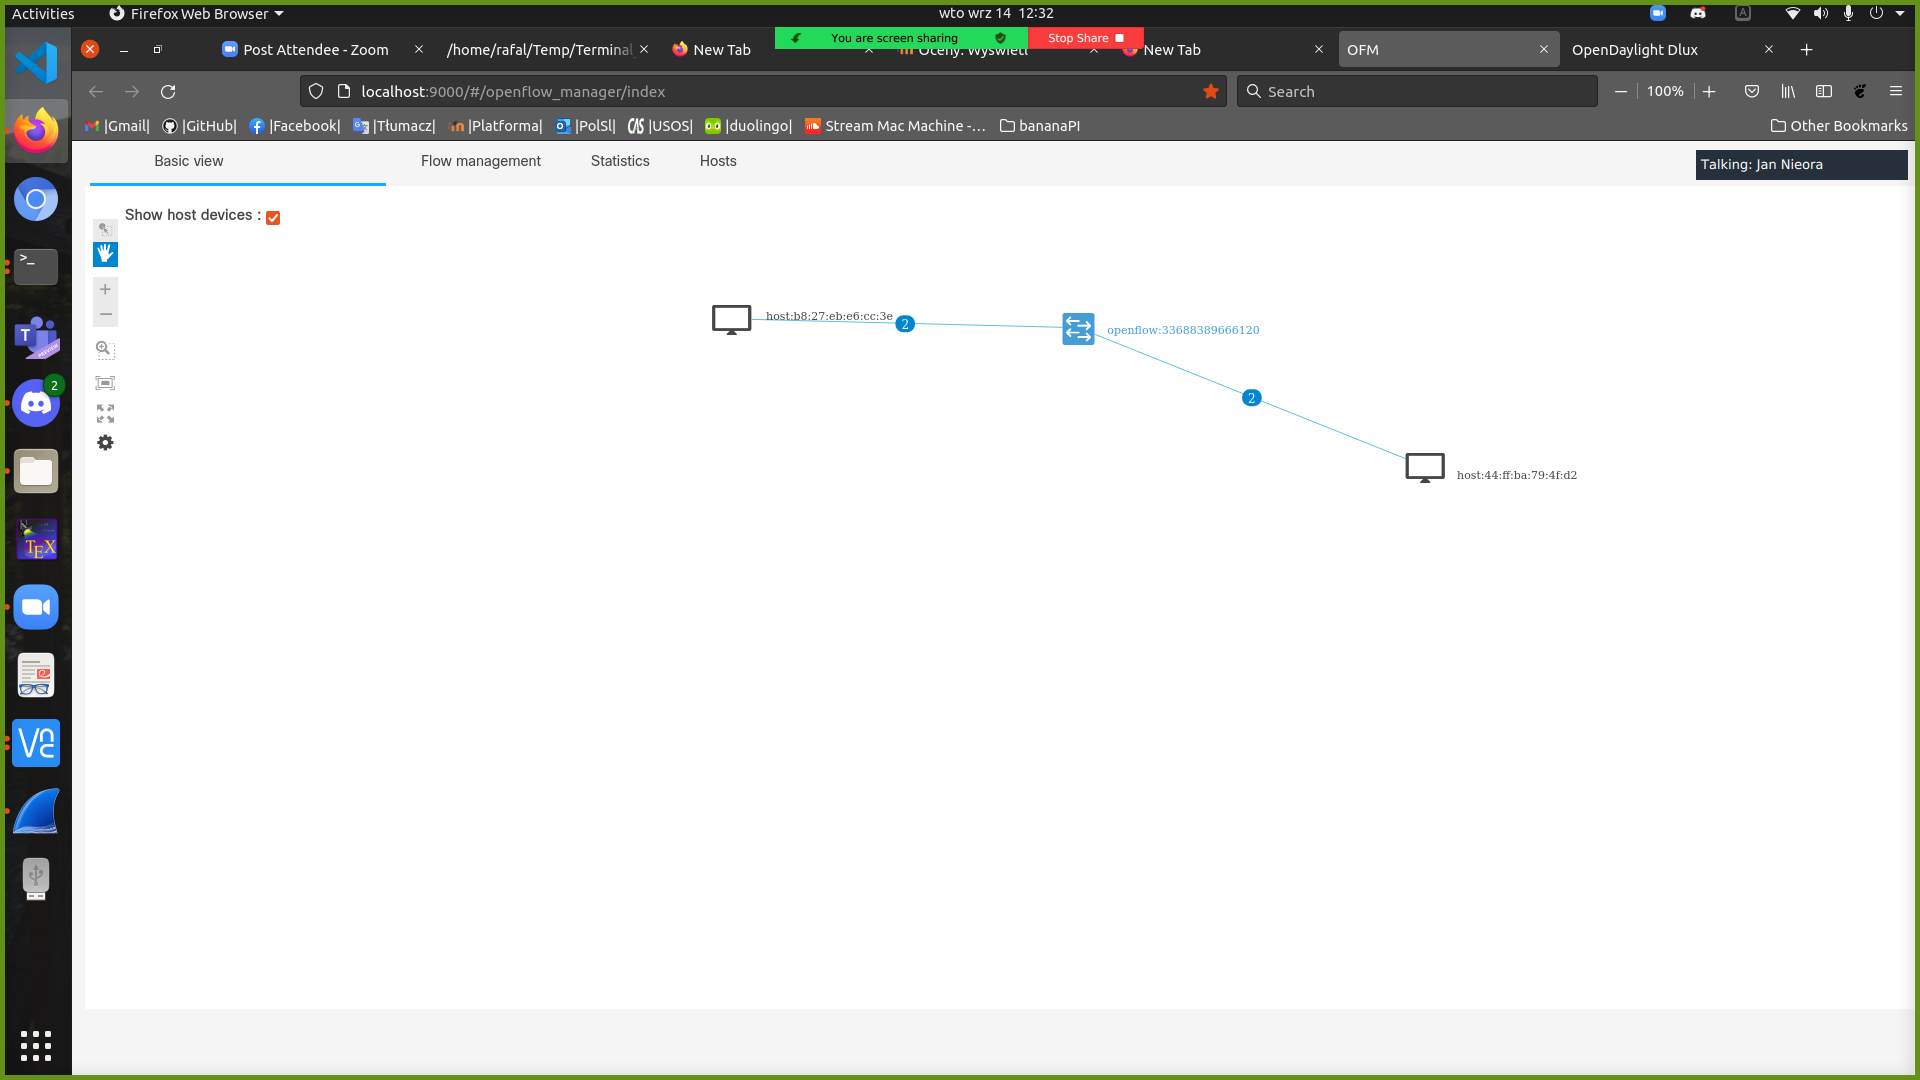 Activities
Firefox Web Browser
wto wrz 14 12:32
A
You are screen sharing
Stop Share
Post Attendee - Zoom
/home/rafal/Temp/Terminal
New Tab
Oceny: Wyświetl
New Tab
OFM
OpenDaylight Dlux
localhost:9000/#/openflow_manager/index
Search
100%
|Gmail|
|GitHub|
|Facebook|
|Tłumacz|
|Platforma|
|PolSl|
|USOS|
|duolingo|
Stream Mac Machine -…
bananaPI
Other Bookmarks
Basic view
Flow management
Statistics
Hosts
Talking: Jan Nieora
Show host devices :
host:b8:27:eb:e6:cc:3e
2
openflow:33688389666120
2
host:44:ff:ba:79:4f:d2
>_
T
PREVIEW
2
TEX
V2